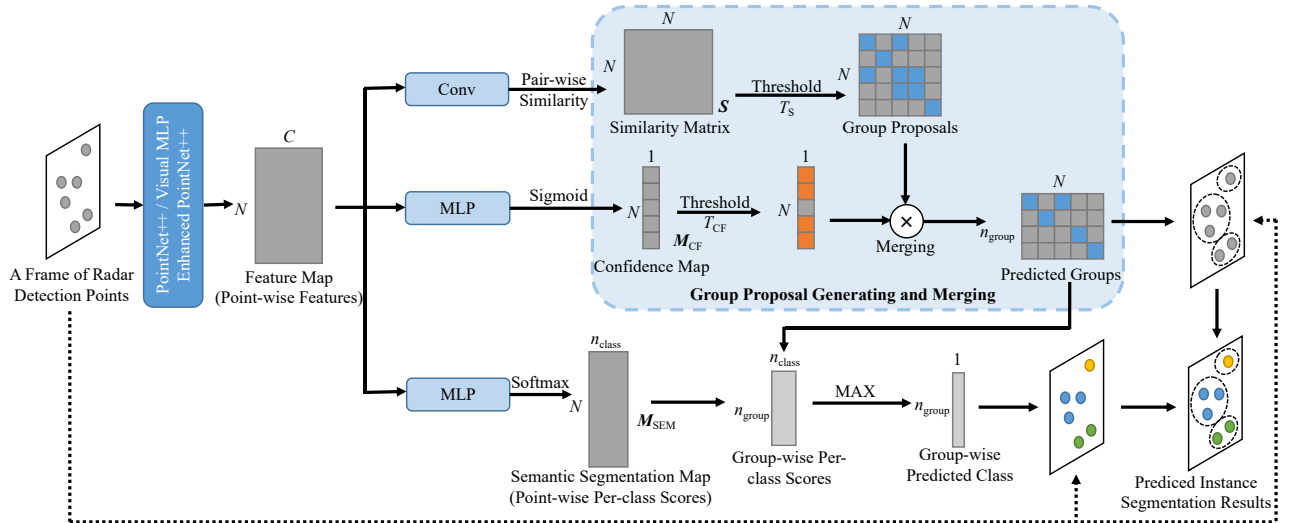 A Frame of Radar
Detection Points
PointNet++ / Visual MLP
Enhanced PointNet++
C
N
Feature Map
(Point-wise Features)
Conv
Pair-wise
Similarity
N
N
S
Similarity Matrix
Threshold
T_S
N
N
Group Proposals
MLP
Sigmoid
1
N
M_CF
Confidence Map
Threshold
T_CF
1
N
×
Merging
N
n_group
Predicted Groups
Group Proposal Generating and Merging
MLP
Softmax
n_class
N
M_SEM
Semantic Segmentation Map
(Point-wise Per-class Scores)
n_class
n_group
Group-wise Per-
class Scores
MAX
1
n_group
Group-wise
Predicted Class
Prediced Instance
Segmentation Results